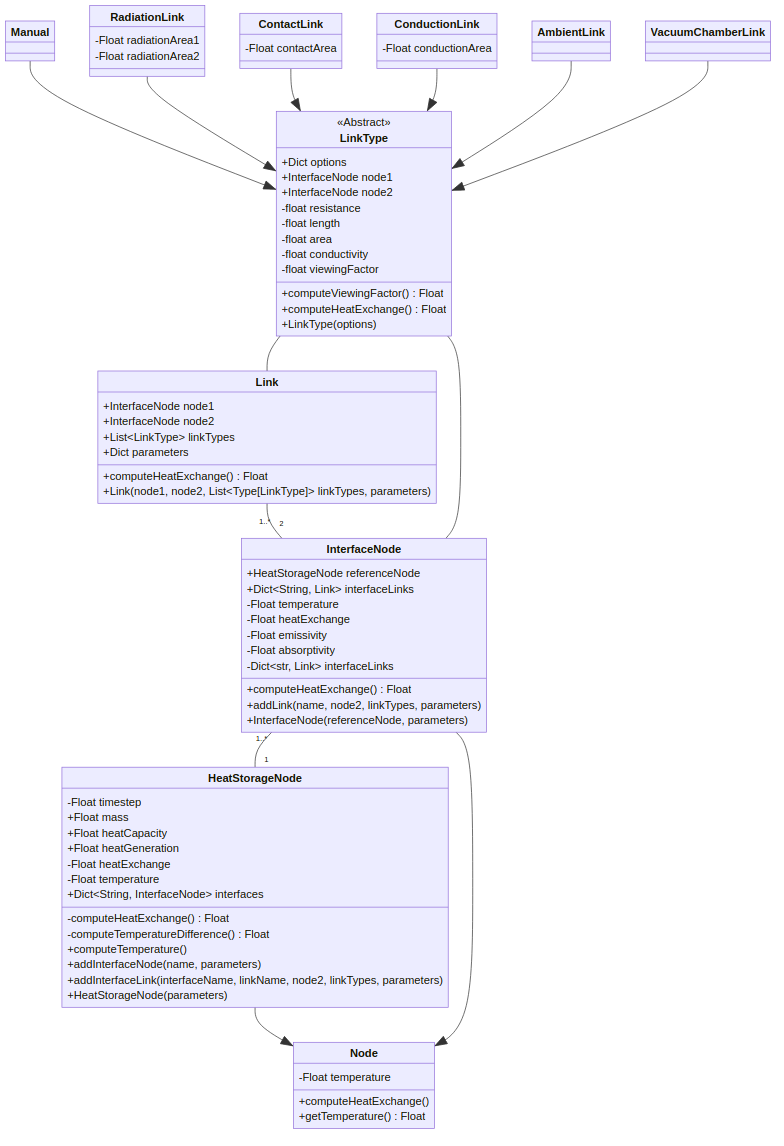 Manual
RadiationLink
-Float radiationArea1
-Float radiationArea2
ContactLink
-Float contactArea
ConductionLink
-Float conductionArea
AmbientLink
VacuumChamberLink
«Abstract»
LinkType
+Dict options
+InterfaceNode node1
+InterfaceNode node2
-float resistance
-float length
-float area
-float conductivity
-float viewingFactor
+computeViewingFactor() : Float
+computeHeatExchange() : Float
+LinkType(options)
Link
+InterfaceNode node1
+InterfaceNode node2
+List<LinkType> linkTypes
+Dict parameters
+computeHeatExchange() : Float
+Link(node1, node2, List<Type[LinkType]> linkTypes, parameters)
1..*
2
InterfaceNode
+HeatStorageNode referenceNode
+Dict<String, Link> interfaceLinks
-Float temperature
-Float heatExchange
-Float emissivity
-Float absorptivity
-Dict<str, Link> interfaceLinks
+computeHeatExchange() : Float
+addLink(name, node2, linkTypes, parameters)
+InterfaceNode(referenceNode, parameters)
1..*
1
HeatStorageNode
-Float timestep
+Float mass
+Float heatCapacity
+Float heatGeneration
-Float heatExchange
-Float temperature
+Dict<String, InterfaceNode> interfaces
-computeHeatExchange() : Float
-computeTemperatureDifference() : Float
+computeTemperature()
+addInterfaceNode(name, parameters)
+addInterfaceLink(interfaceName, linkName, node2, linkTypes, parameters)
+HeatStorageNode(parameters)
Node
-Float temperature
+computeHeatExchange()
+getTemperature() : Float